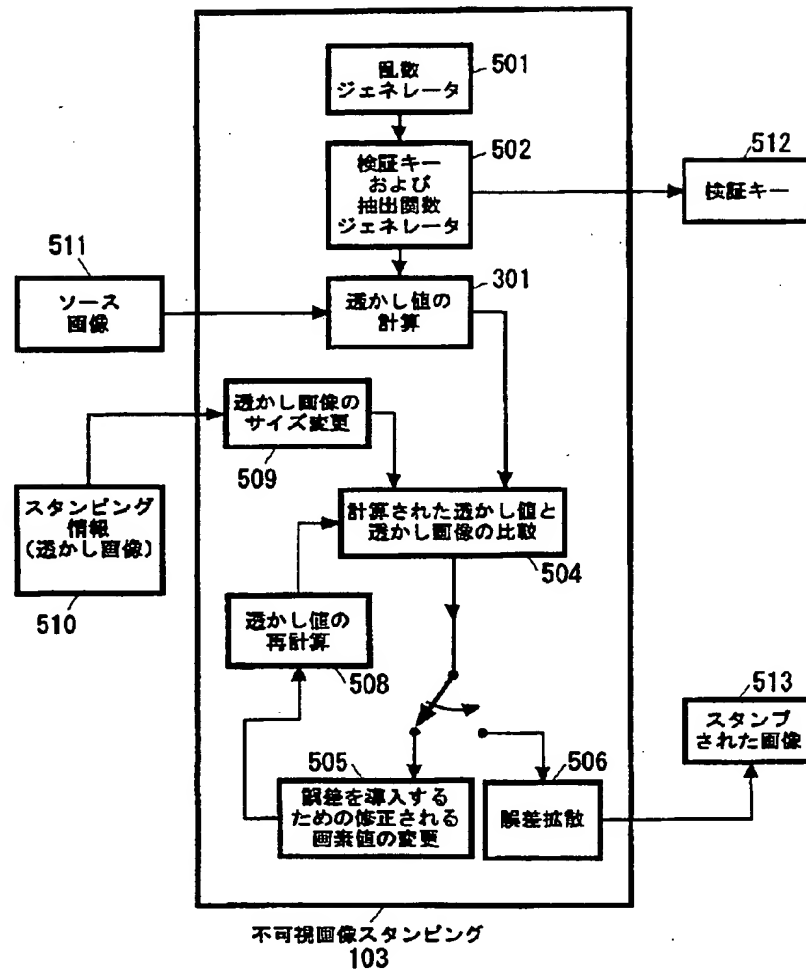 501
乱数
ジェネレータ
502
検証キー
および
抽出関数
ジェネレータ
512
検証キー
511
ソース
画像
301
透かし値の
計算
透かし画像の
サイズ変更
509
スタンピング
情報
(透かし画像)
510
計算された透かし値と
透かし画像の比較
504
透かし値の
再計算
508
513
スタンプ
された画像
505
誤差を導入する
ための修正される
画素値の変更
506
誤差拡散
不可視画像スタンピング
103